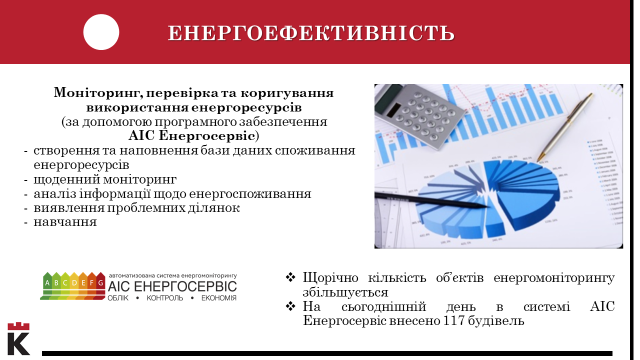 ЕНЕРГОЕФЕКТИВНІСТЬ
Моніторинг, перевірка та коригування
використання енергоресурсів
(за допомогою програмного забезпечення
АІС Енергосервіс)
- створення та наповнення бази даних споживання
енергоресурсів
- щоденний моніторинг
- аналіз інформації щодо енергоспоживання
- виявлення проблемних ділянок
- навчання
A B C D E F G
автоматизована система енергомоніторингу
АІС ЕНЕРГОСЕРВІС
ОБЛІК • КОНТРОЛЬ • ЕКОНОМІЯ
❖ Щорічно кількість об’єктів енергомоніторингу
збільшується
❖ На сьогоднішній день в системі АІС
Енергосервіс внесено 117 будівель
K